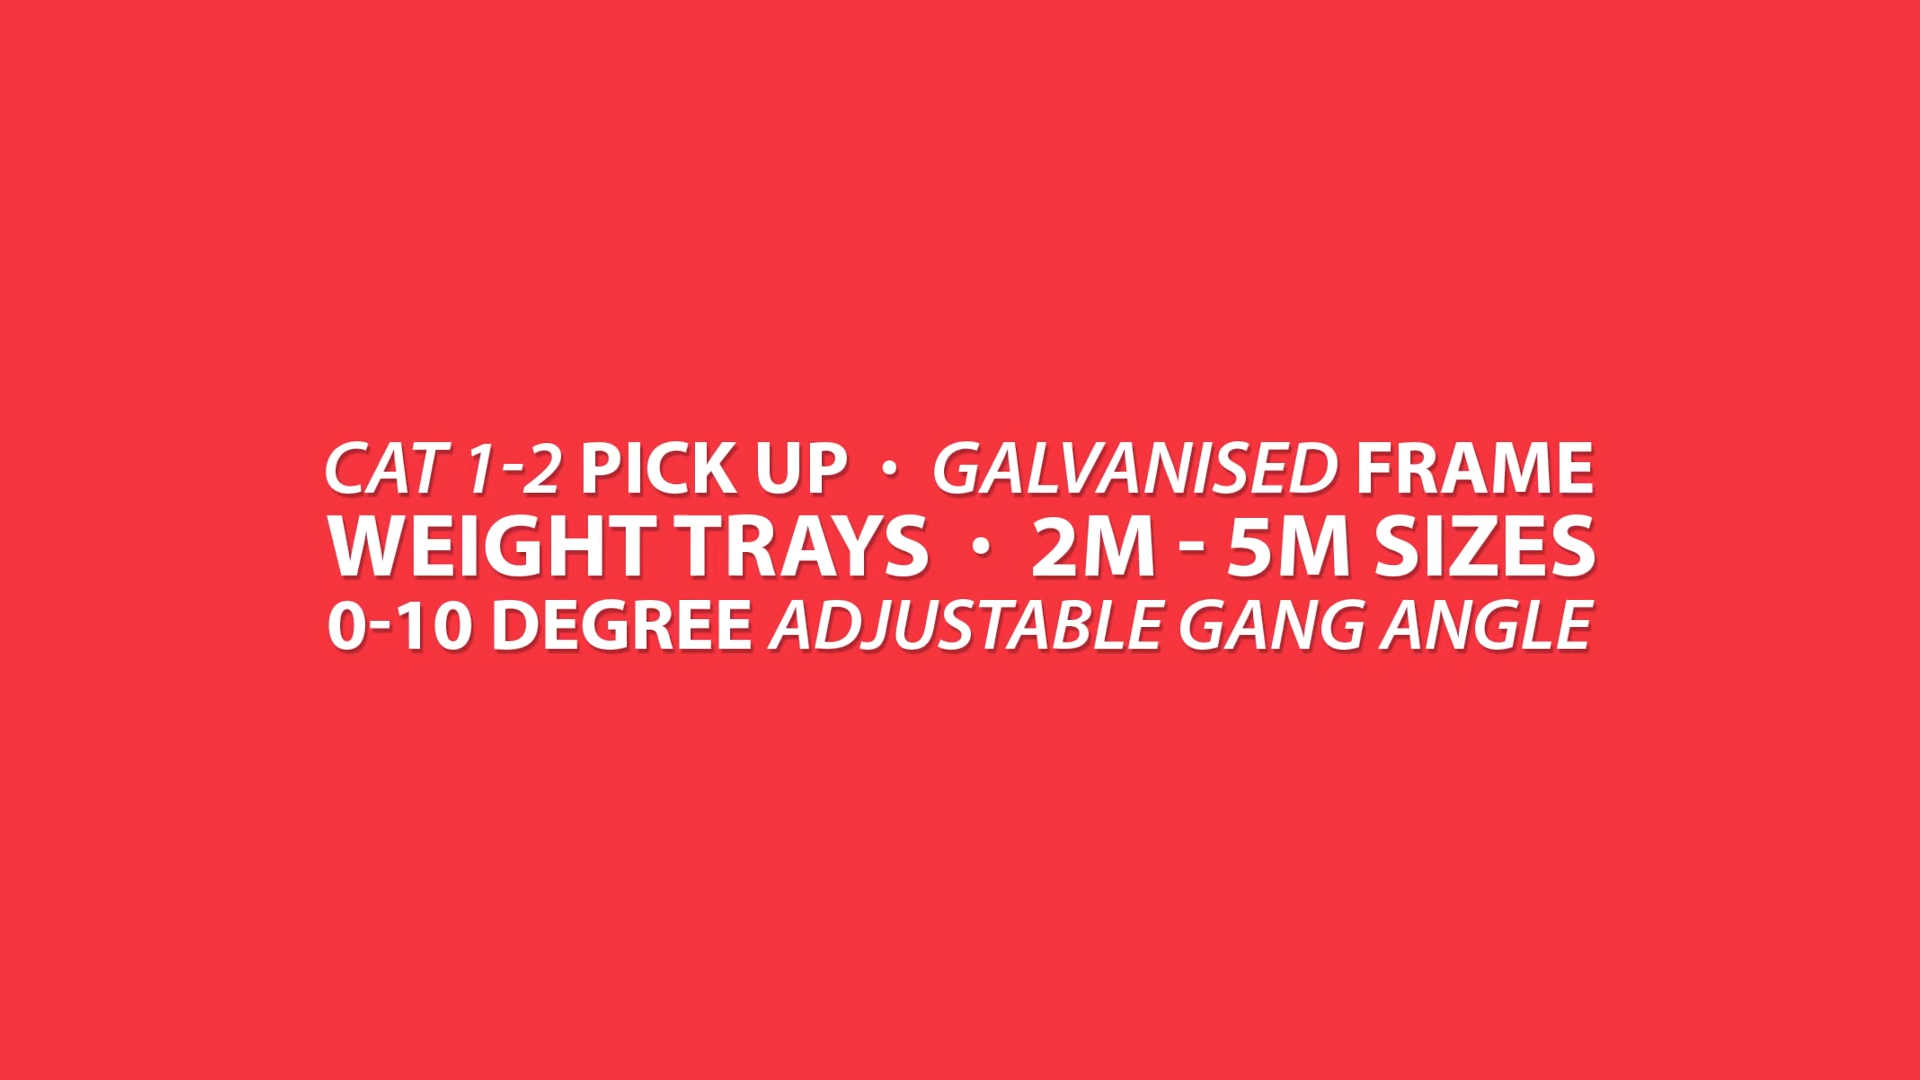 CAT 1-2 PICK UP • GALVANISED FRAME
WEIGHT TRAYS • 2M - 5M SIZES
0-10 DEGREE ADJUSTABLE GANG ANGLE